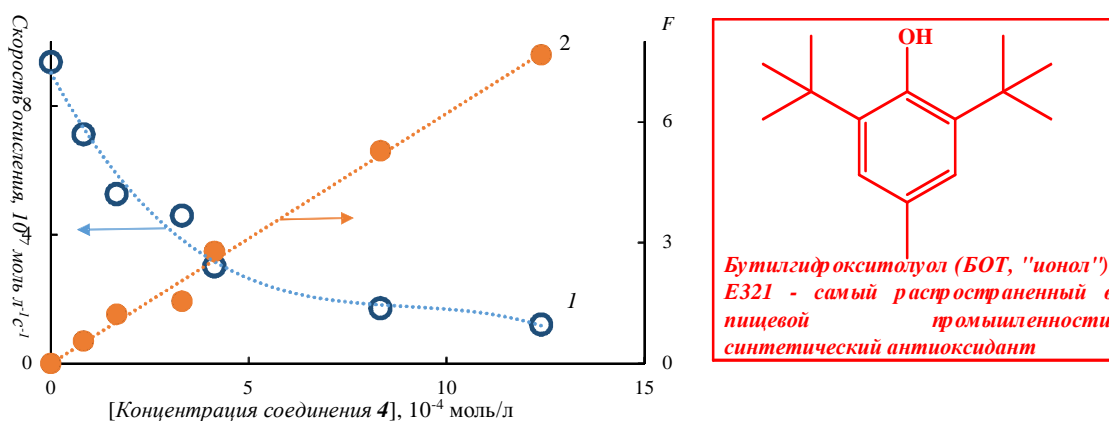 Скорость окисления, 10⁻⁷ моль л⁻¹с⁻¹
8
4
0
F
6
3
0
2
1
0
5
10
15
[Концентрация соединения 4], 10⁻⁴ моль/л
OH
Бутилгидрокситолуол (БОТ, "ионол")
Е321 - самый распространенный в
пищевой промышленности
синтетический антиоксидант